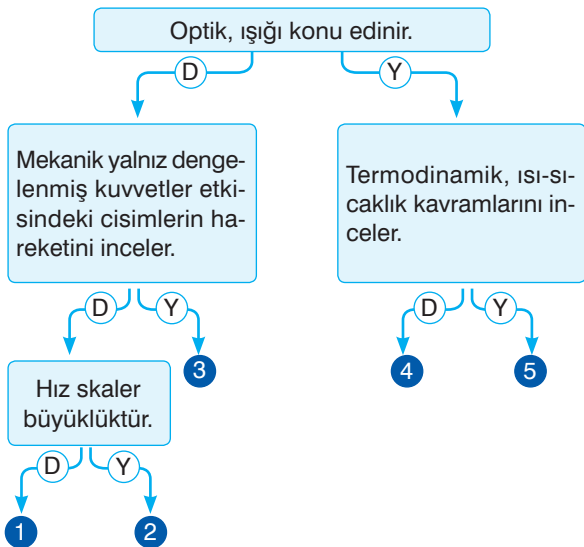 Optik, ışığı konu edinir.
D
Y
Mekanik yalnız denge-
lenmiş kuvvetler etki-
sindeki cisimlerin ha-
reketini inceler.
Termodinamik, ısı-sı-
caklık kavramlarını in-
celer.
D
Y
D
Y
3
4
5
Hız skaler
büyüklüktür.
D
Y
1
2